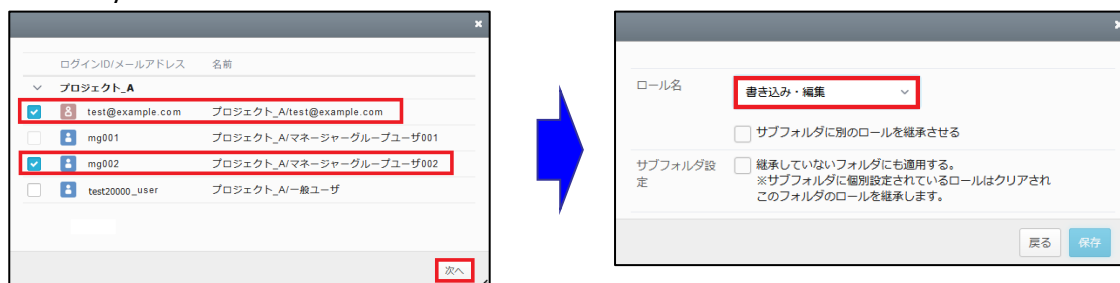 ログインID/メールアドレス 名前
プロジェクト_A
test@example.com プロジェクト_A/test@example.com
mg001 プロジェクト_A/マネージャーグループユーザ001
mg002 プロジェクト_A/マネージャーグループユーザ002
test20000_user プロジェクト_A/一般ユーザ
次へ
ロール名 書き込み・編集
サブフォルダに別のロールを継承させる
サブフォルダ設定 継承していないフォルダにも適用する。
※サブフォルダに個別設定されているロールはクリアされ
このフォルダのロールを継承します。
戻る 保存